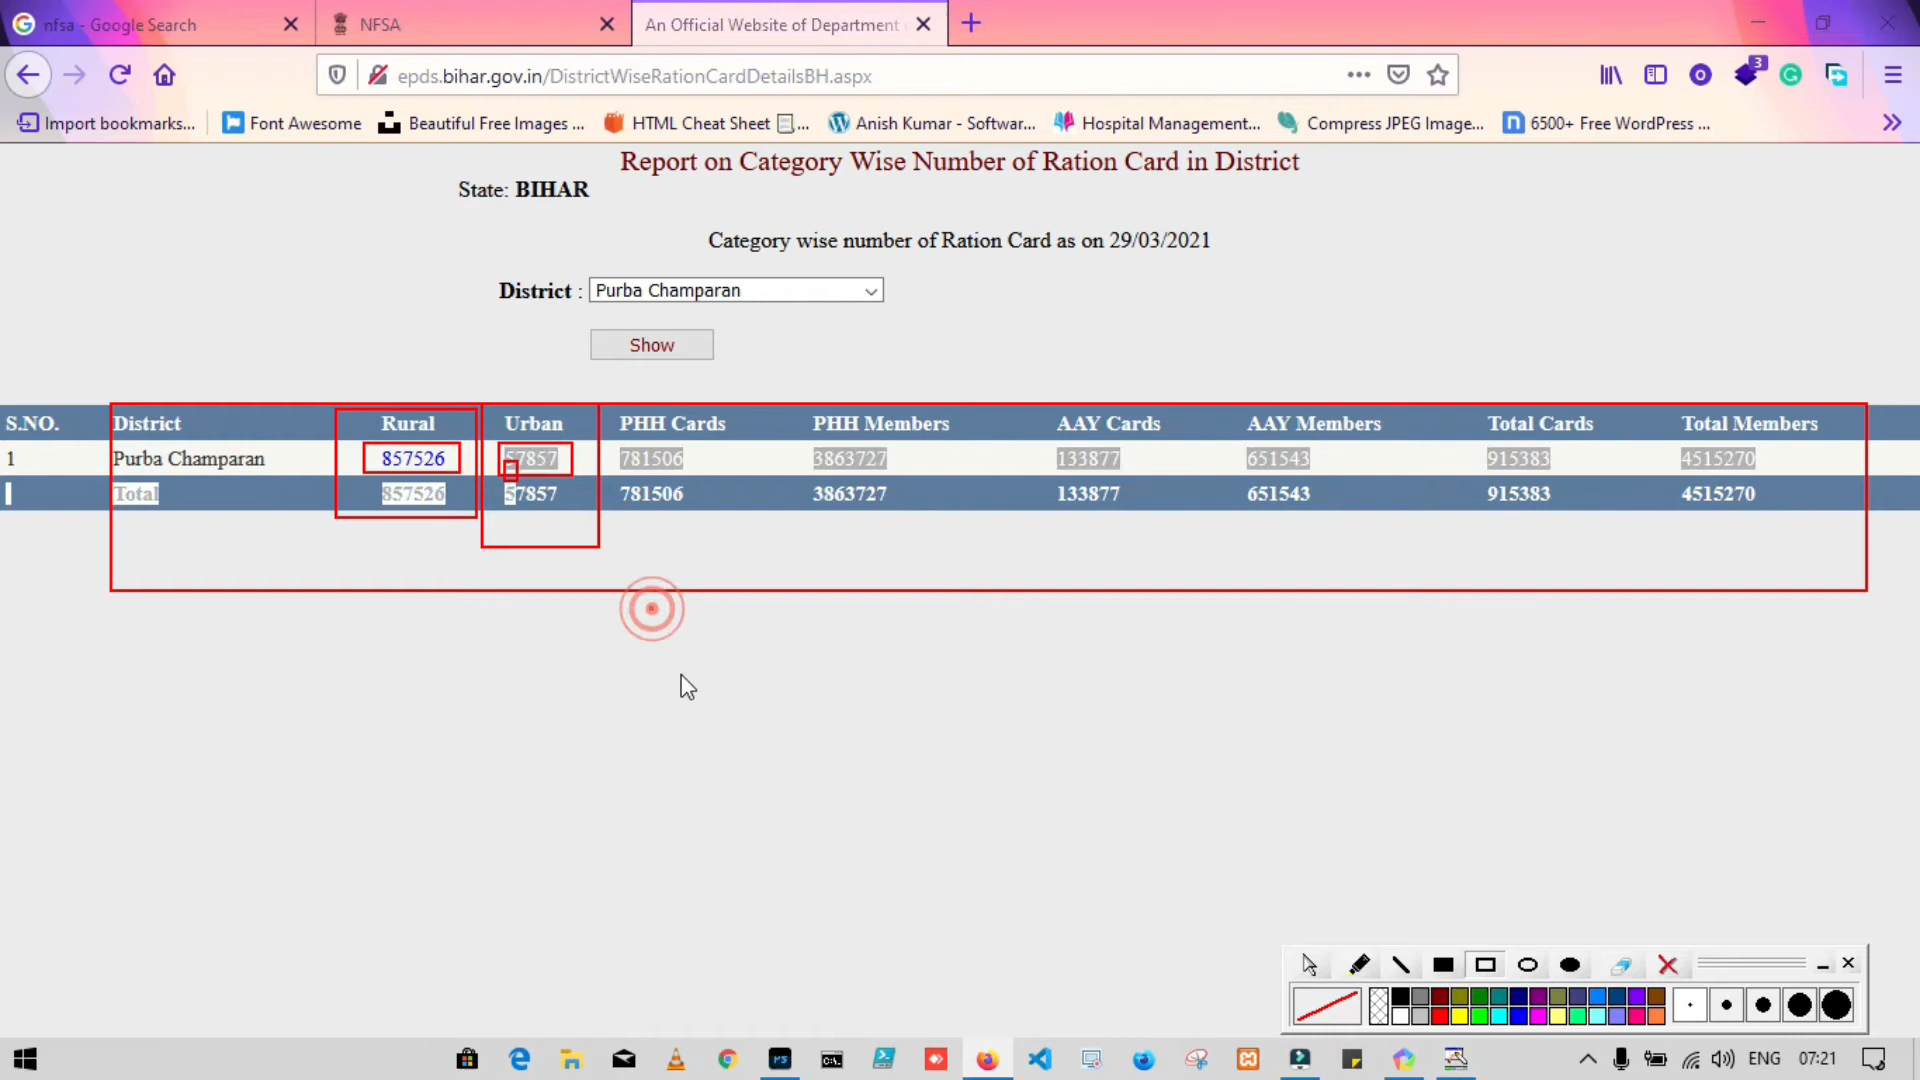 nfsa - Google Search
NFSA
An Official Website of Department
epds.bihar.gov.in/DistrictWiseRationCardDetailsBH.aspx
3
Import bookmarks...
Font Awesome
Beautiful Free Images ...
HTML Cheat Sheet ...
Anish Kumar - Softwar...
Hospital Management...
Compress JPEG Image...
6500+ Free WordPress ...
Report on Category Wise Number of Ration Card in District
State: BIHAR
Category wise number of Ration Card as on 29/03/2021
District : Purba Champaran
Show
S.NO. District Rural Urban PHH Cards PHH Members AAY Cards AAY Members Total Cards Total Members
1 Purba Champaran 857526 57857 781506 3863727 133877 651543 915383 4515270
Total 857526 57857 781506 3863727 133877 651543 915383 4515270
ENG 07:21